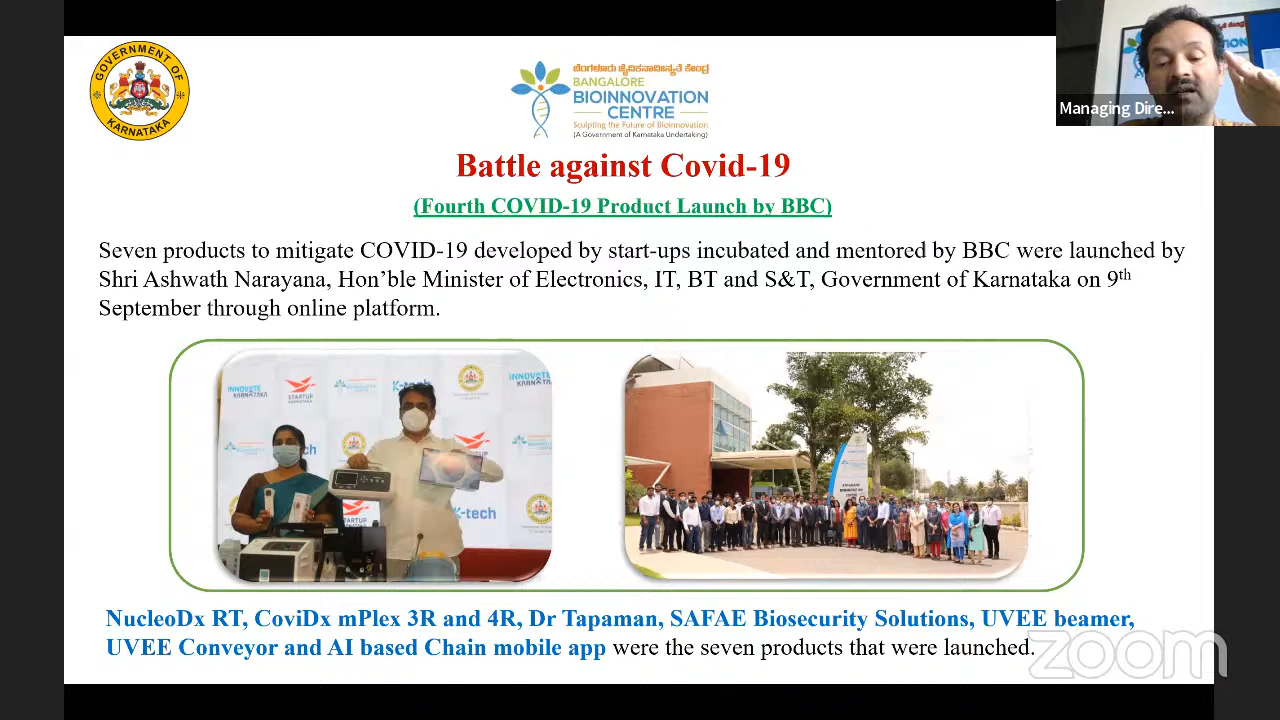 GOVERNMENT OF
KARNATAKA
ಬೆಂಗಳೂರು ಜೈವಿಕನಾವಿನ್ಯತೆ ಕೇಂದ್ರ
BANGALORE
BIOINNOVATION
CENTRE
Sculpting the Future of Bioinnovation
(A Government of Karnataka Undertaking)
Managing Dire...
Battle against Covid-19
(Fourth COVID-19 Product Launch by BBC)
Seven products to mitigate COVID-19 developed by start-ups incubated and mentored by BBC were launched by
Shri Ashwath Narayana, Hon’ble Minister of Electronics, IT, BT and S&T, Government of Karnataka on 9th
September through online platform.
INNOVATE
KARNATAKA
STARTUP
KARNATAKA
K-tech
INNOVATE
KARNATAKA
K-tech
NucleoDx RT, CoviDx mPlex 3R and 4R, Dr Tapaman, SAFAE Biosecurity Solutions, UVEE beamer,
UVEE Conveyor and AI based Chain mobile app were the seven products that were launched.
zoom